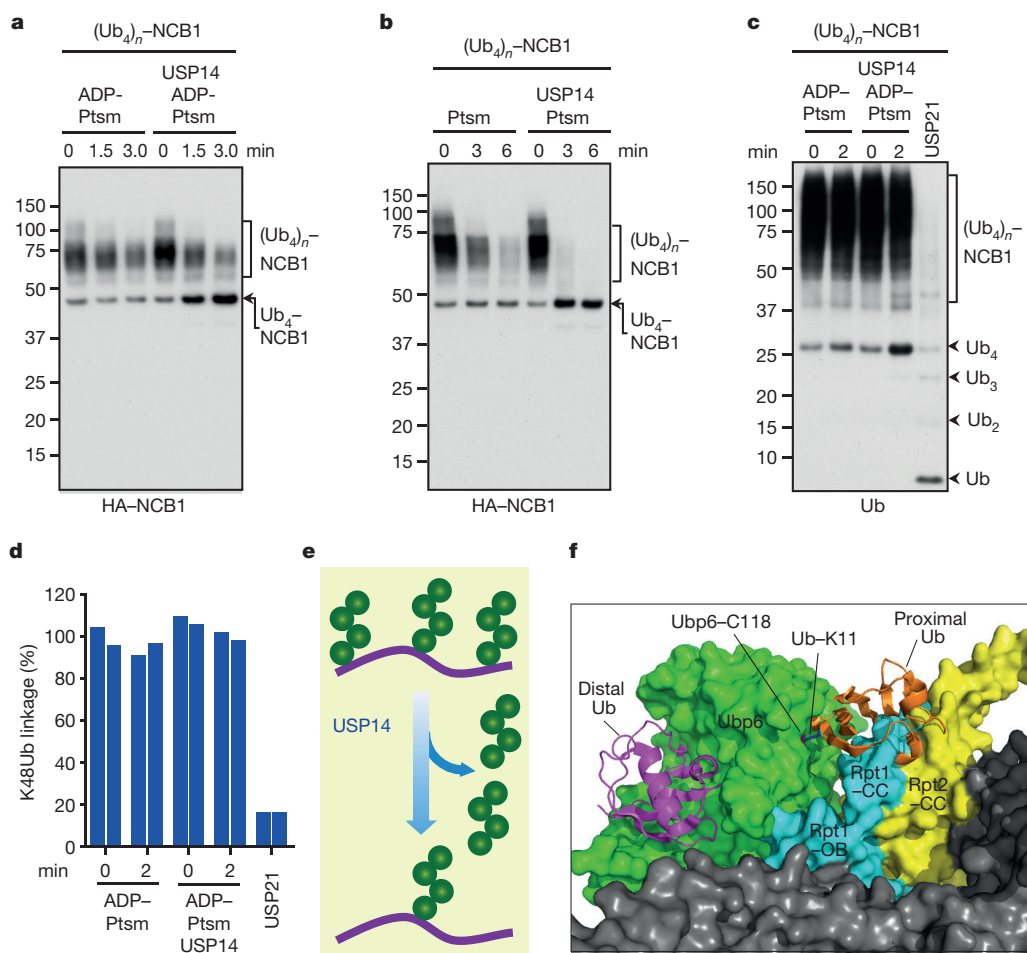 a
(Ub4)n–NCB1
ADP-
Ptsm
USP14
ADP-
Ptsm
0 1.5 3.0 0 1.5 3.0 min
150
100
75
50
37
25
20
15
(Ub4)n–
NCB1
Ub4–
NCB1
HA–NCB1
b
(Ub4)n–NCB1
Ptsm
USP14
Ptsm
0 3 6 0 3 6 min
150
100
75
50
37
25
20
15
(Ub4)n–
NCB1
Ub4–
NCB1
HA–NCB1
c
(Ub4)n–NCB1
ADP–
Ptsm
USP14
ADP–
Ptsm
USP21
0 2 0 2
min
150
100
75
50
37
25
20
15
10
(Ub4)n–
NCB1
Ub4
Ub3
Ub2
Ub
Ub
d
K48Ub linkage (%)
120
100
80
60
40
20
0
min 0 2 0 2
ADP–
Ptsm
ADP–
Ptsm
USP14
USP21
e
USP14
f
Ubp6–C118
Ub–K11
Proximal
Ub
Distal
Ub
Ubp6
Rpt1
–CC
Rpt2
–CC
Rpt1
–OB